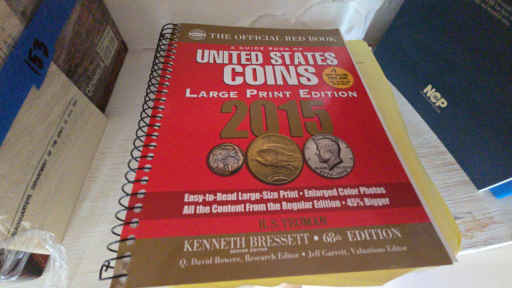 THE OFFICIAL RED BOOK
A GUIDE BOOK OF
UNITED STATES
COINS
LARGE PRINT EDITION
2015
Easy-to-Read Large-Size Print • Enlarged Color Photos
All the Content From the Regular Edition • 45% Bigger
R. S. YEOMAN
KENNETH BRESSETT • 68th EDITION
Q. David Bowers, Research Editor • Jeff Garrett, Valuations Editor
NCP
153